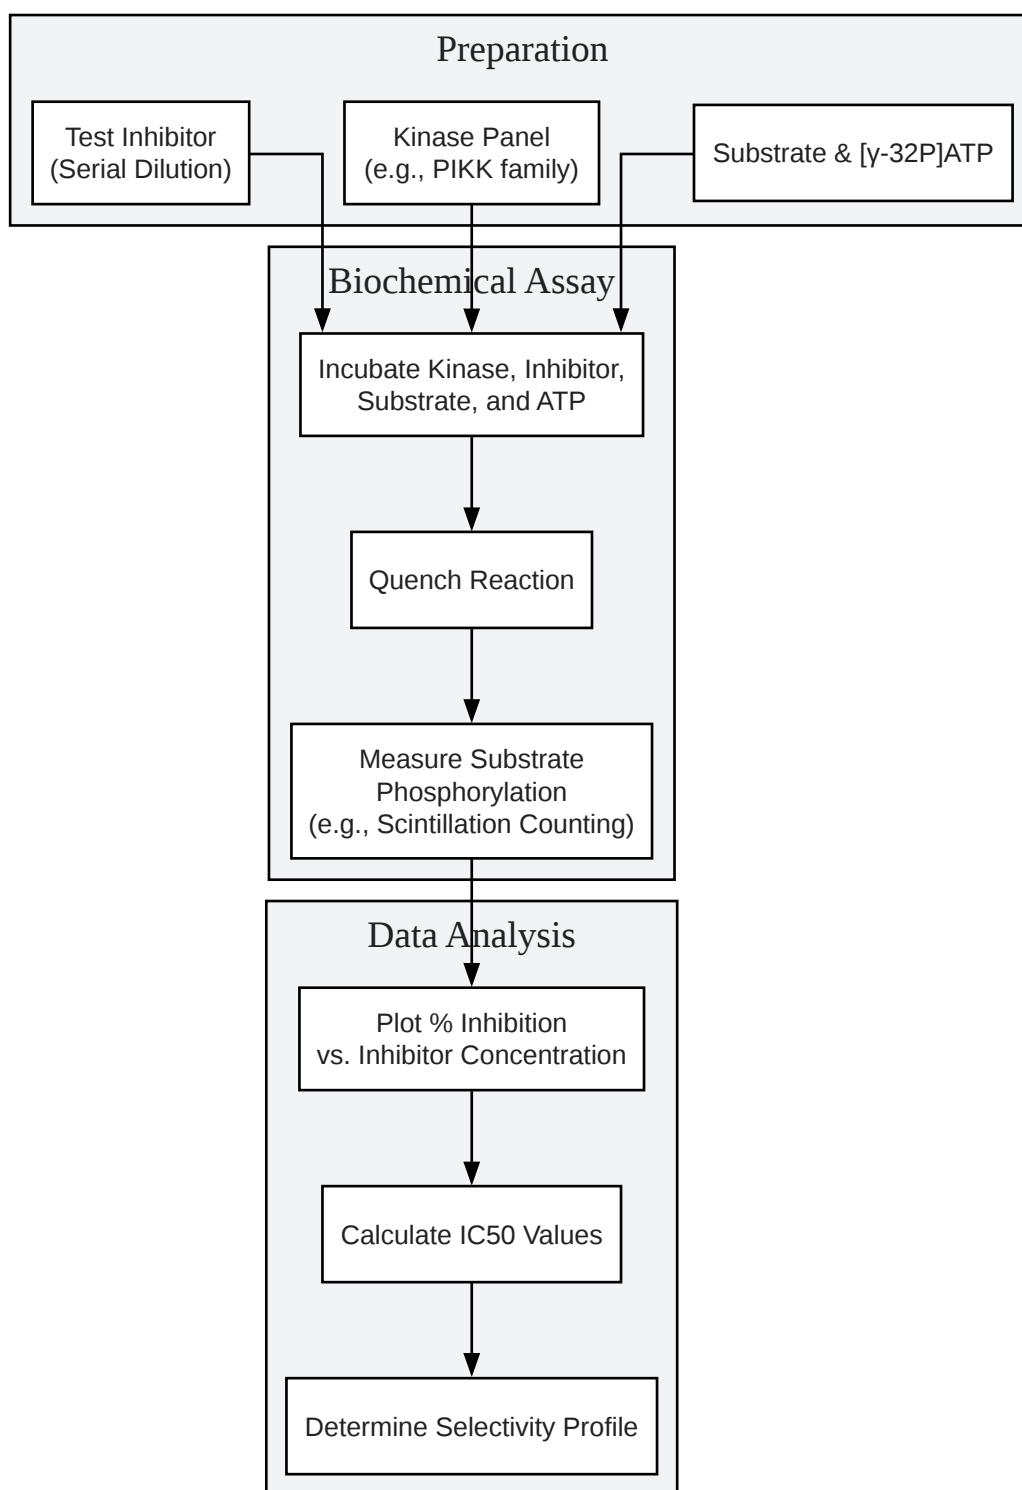 Preparation
Test Inhibitor
(Serial Dilution)
Kinase Panel
(e.g., PIKK family)
Substrate & [γ-32P]ATP
Biochemical Assay
Incubate Kinase, Inhibitor,
Substrate, and ATP
Quench Reaction
Measure Substrate
Phosphorylation
(e.g., Scintillation Counting)
Data Analysis
Plot % Inhibition
vs. Inhibitor Concentration
Calculate IC50 Values
Determine Selectivity Profile